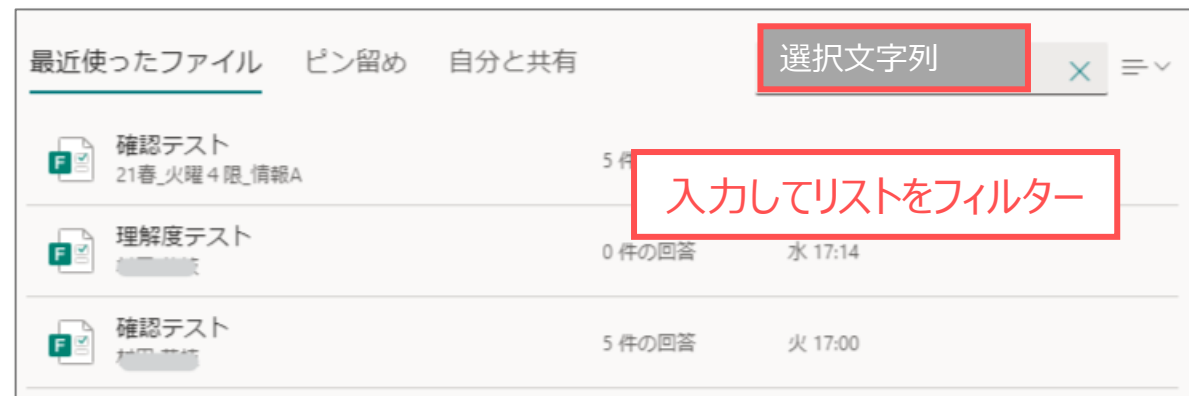 最近使ったファイル ピン留め 自分と共有 選択文字列
確認テスト
21春_火曜４限_情報A
5 件
入力してリストをフィルター
理解度テスト
0 件の回答 水 17:14
確認テスト
5 件の回答 火 17:00